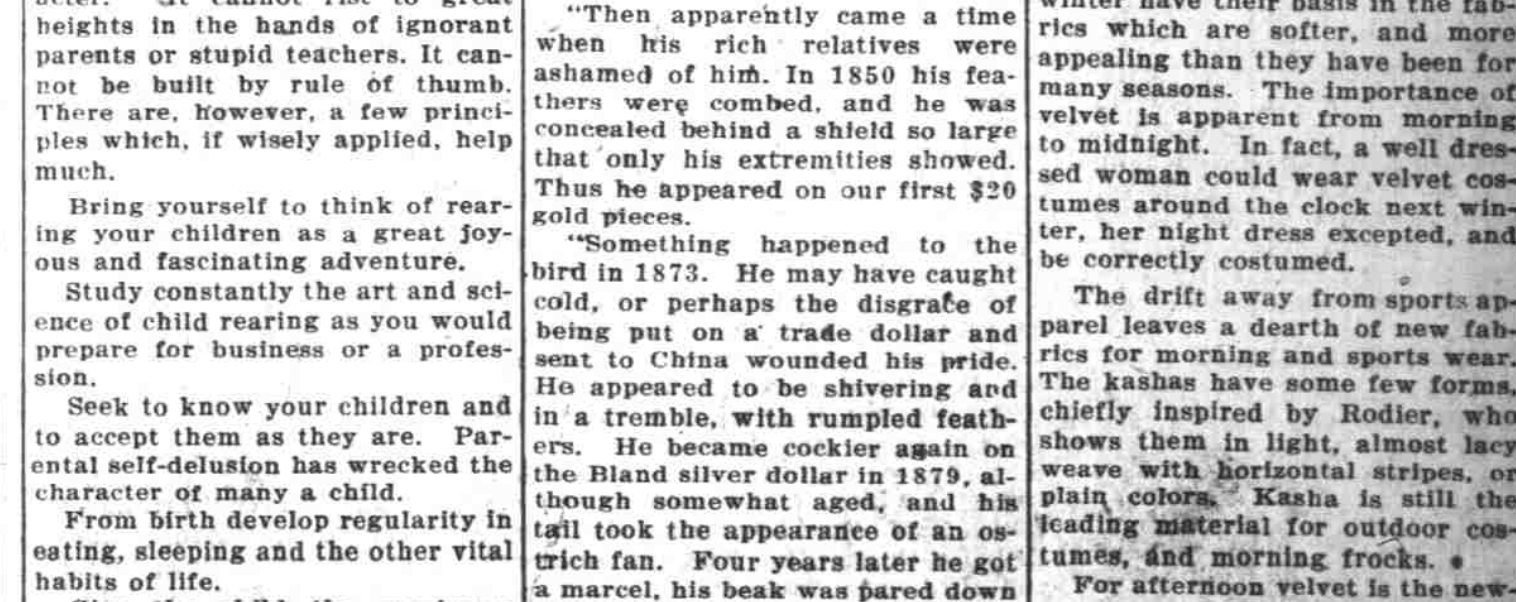 heights in the hands of ignorant
parents or stupid teachers. It can-
not be built by rule of thumb.
There are, however, a few princi-
ples which, if wisely applied, help
much.
Bring yourself to think of rear-
ing your children as a great joy-
ous and fascinating adventure.
Study constantly the art and sci-
ence of child rearing as you would
prepare for business or a profes-
sion.
Seek to know your children and
to accept them as they are. Par-
ental self-delusion has wrecked the
character of many a child.
From birth develop regularity in
eating, sleeping and the other vital
habits of life.
"Then apparently came a time
when his rich relatives were
ashamed of him. In 1850 his fea-
thers were combed, and he was
concealed behind a shield so large
that only his extremities showed.
Thus he appeared on our first $20
gold pieces.
"Something happened to the
bird in 1873. He may have caught
cold, or perhaps the disgrace of
being put on a trade dollar and
sent to China wounded his pride.
He appeared to be shivering and
in a tremble, with rumpled feath-
ers. He became cockier again on
the Bland silver dollar in 1879, al-
though somewhat aged, and his
tail took the appearance of an os-
trich fan. Four years later he got
a marcel, his beak was pared down
winter have their basis in the fab-
rics which are softer, and more
appealing than they have been for
many seasons. The importance of
velvet is apparent from morning
to midnight. In fact, a well dres-
sed woman could wear velvet cos-
tumes around the clock next win-
ter, her night dress excepted, and
be correctly costumed.
The drift away from sports ap-
parel leaves a dearth of new fab-
rics for morning and sports wear.
The kashas have some few forms,
chiefly inspired by Rodier, who
shows them in light, almost lacy
weave with horizontal stripes, or
plain colors. Kasha is still the
leading material for outdoor cos-
tumes, and morning frocks.
For afternoon velvet is the new-